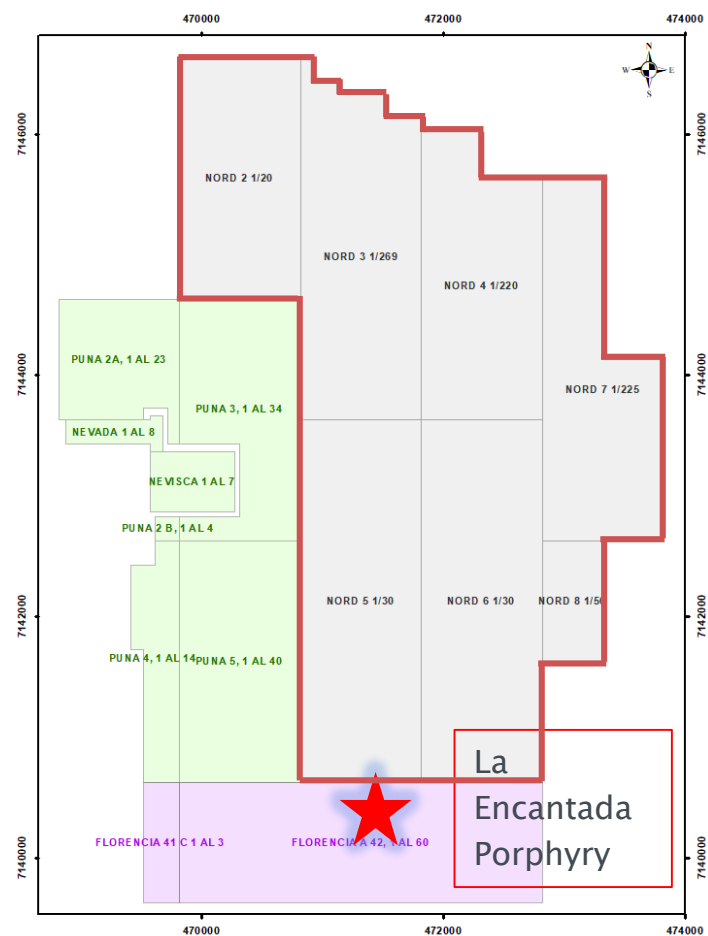 470000
472000
474000
N
W E
S
7146000
7146000
NORD 2 1/20
NORD 3 1/269
NORD 4 1/220
7144000
7144000
PUNA 2A, 1 AL 23
NORD 7 1/225
PUNA 3, 1 AL 34
NEVADA 1 AL 8
NEVISCA 1 AL 7
PUNA 2 B, 1 AL 4
7142000
7142000
NORD 5 1/30
NORD 6 1/30
NORD 8 1/50
PUNA 4, 1 AL 14
PUNA 5, 1 AL 40
La
Encantada
Porphyry
7140000
7140000
FLORENCIA 41 C 1 AL 3
FLORENCIA A 42, 1 AL 60
470000
472000
474000